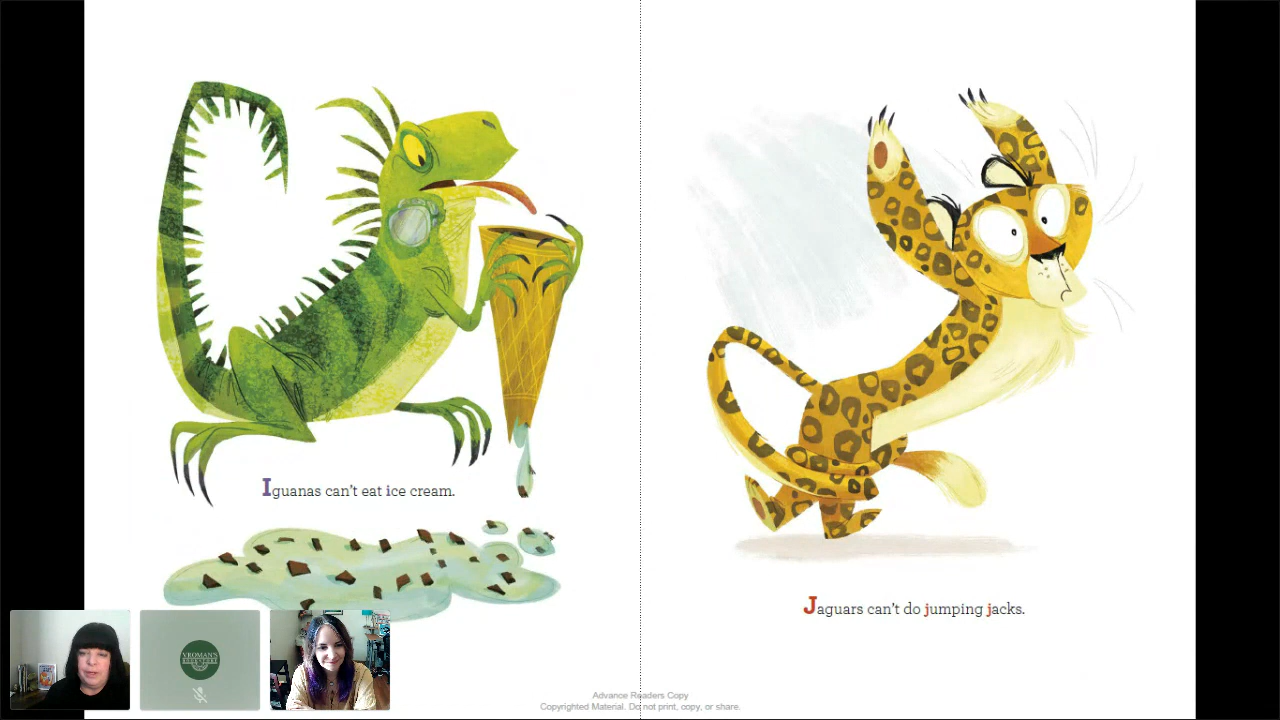 Iguanas can't eat ice cream.
Jaguars can't do jumping jacks.
VROMAN'S
Advance Readers Copy
Copyrighted Material. Do not print, copy, or share.